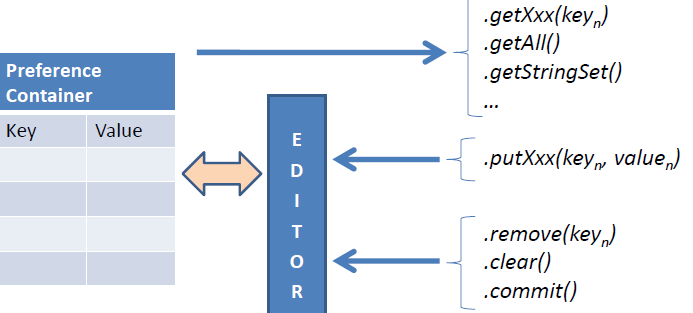 .getXxx(keyn)
.getAll()
.getStringSet()
...
Preference
Container
Key Value
E
D
I
T
O
R
.putXxx(keyn, valuen)
.remove(keyn)
.clear()
.commit()